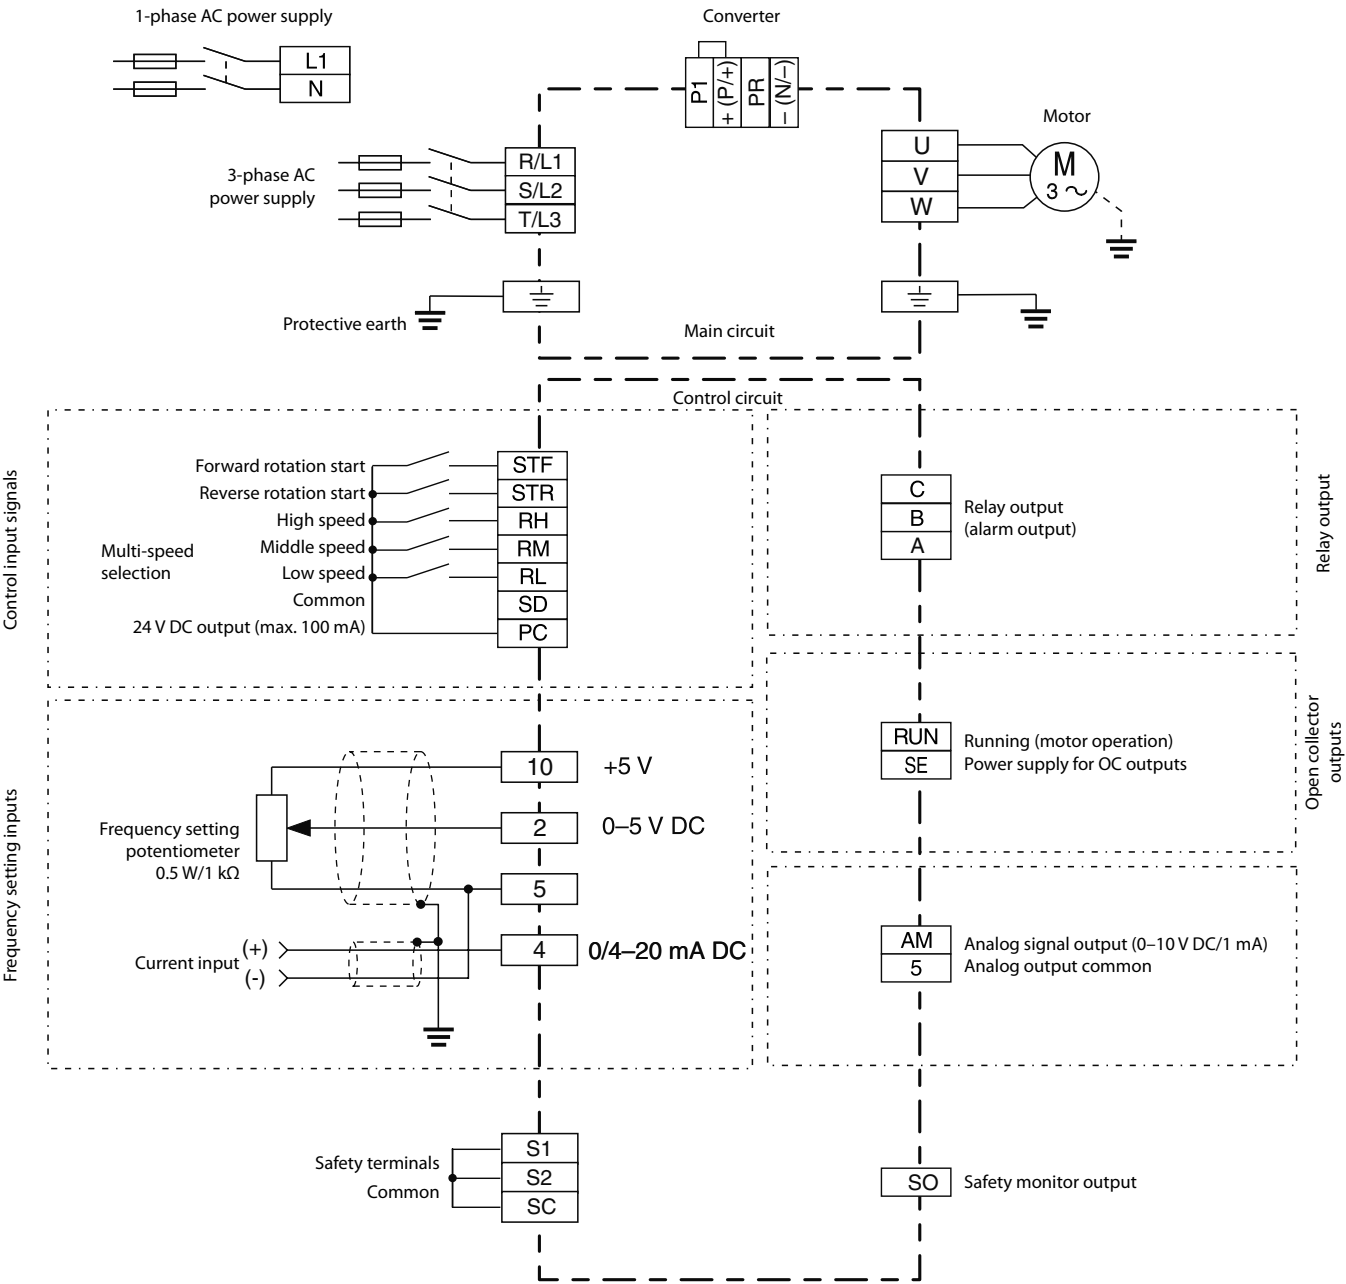 1-phase AC power supply
L1
N
Converter
P1
+ (P/+)
PR
– (N/–)
3-phase AC
power supply
R/L1
S/L2
T/L3
U
V
W
Motor
M
3 ~
Protective earth
Main circuit
Control circuit
Control input signals
Forward rotation start
Reverse rotation start
High speed
Middle speed
Low speed
Multi-speed
selection
Common
24 V DC output (max. 100 mA)
STF
STR
RH
RM
RL
SD
PC
C
B
A
Relay output
(alarm output)
Relay output
Frequency setting inputs
Frequency setting
potentiometer
0.5 W/1 kΩ
10
+5 V
2
0–5 V DC
5
4
0/4–20 mA DC
Current input
(+)
(-)
RUN
SE
Running (motor operation)
Power supply for OC outputs
Open collector
outputs
AM
5
Analog signal output (0–10 V DC/1 mA)
Analog output common
Safety terminals
Common
S1
S2
SC
SO
Safety monitor output